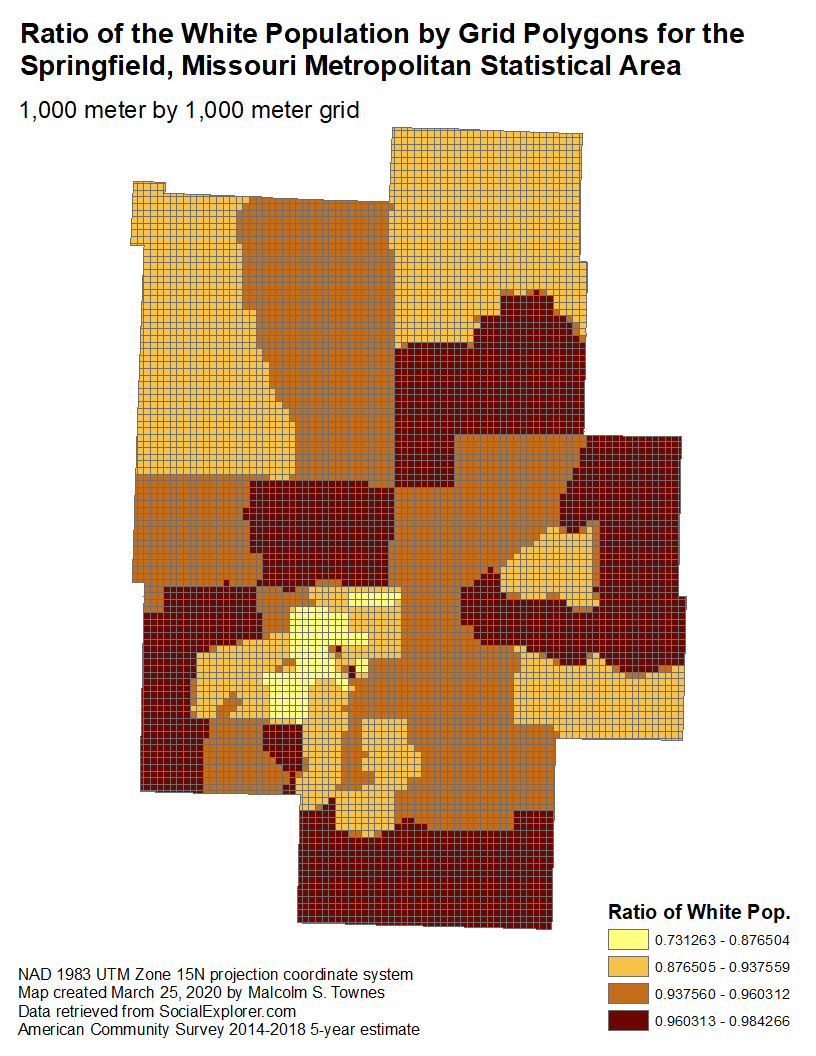 Ratio of the White Population by Grid Polygons for the
Springfield, Missouri Metropolitan Statistical Area
1,000 meter by 1,000 meter grid
Ratio of White Pop.
0.731263 - 0.876504
0.876505 - 0.937559
0.937560 - 0.960312
0.960313 - 0.984266
NAD 1983 UTM Zone 15N projection coordinate system
Map created March 25, 2020 by Malcolm S. Townes
Data retrieved from SocialExplorer.com
American Community Survey 2014-2018 5-year estimate